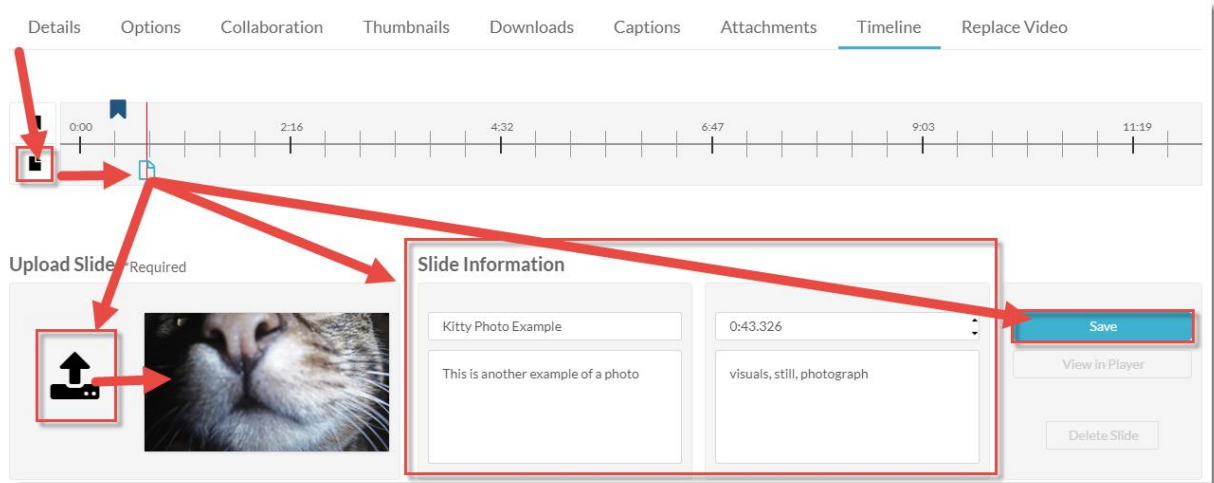 Details Options Collaboration Thumbnails Downloads Captions Attachments Timeline Replace Video
0:00 2:16 4:32 6:47 9:03 11:19
Upload Slide *Required Slide Information
Kitty Photo Example 0:43.326 Save
This is another example of a photo visuals, still, photograph View in Player
Delete Slide